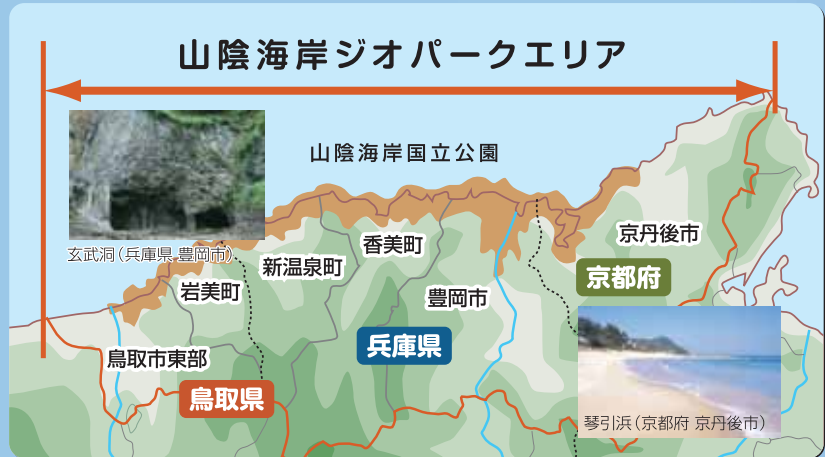 山陰海岸ジオパークエリア
山陰海岸国立公園
玄武洞(兵庫県 豊岡市)
京丹後市
香美町
新温泉町
京都府
岩美町
豊岡市
兵庫県
鳥取市東部
鳥取県
琴引浜(京都府 京丹後市)